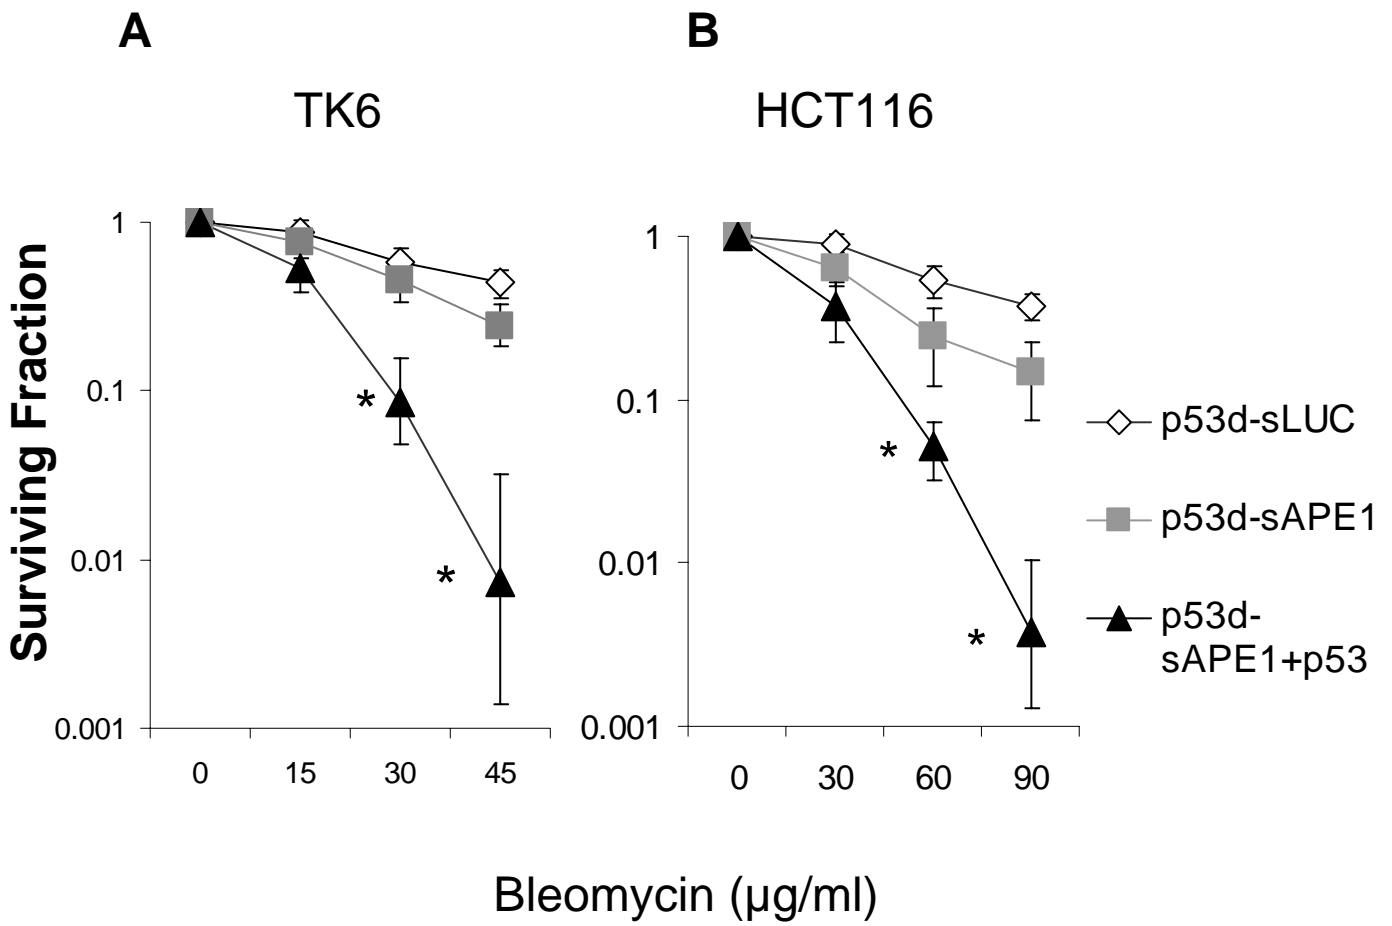 A
B
TK6
HCT116
Surviving Fraction
1
0.1
0.01
0.001
0
15
30
45
*
*
1
0.1
0.01
0.001
0
30
60
90
*
*
p53d-sLUC
p53d-sAPE1
p53d-
sAPE1+p53
Bleomycin (µg/ml)